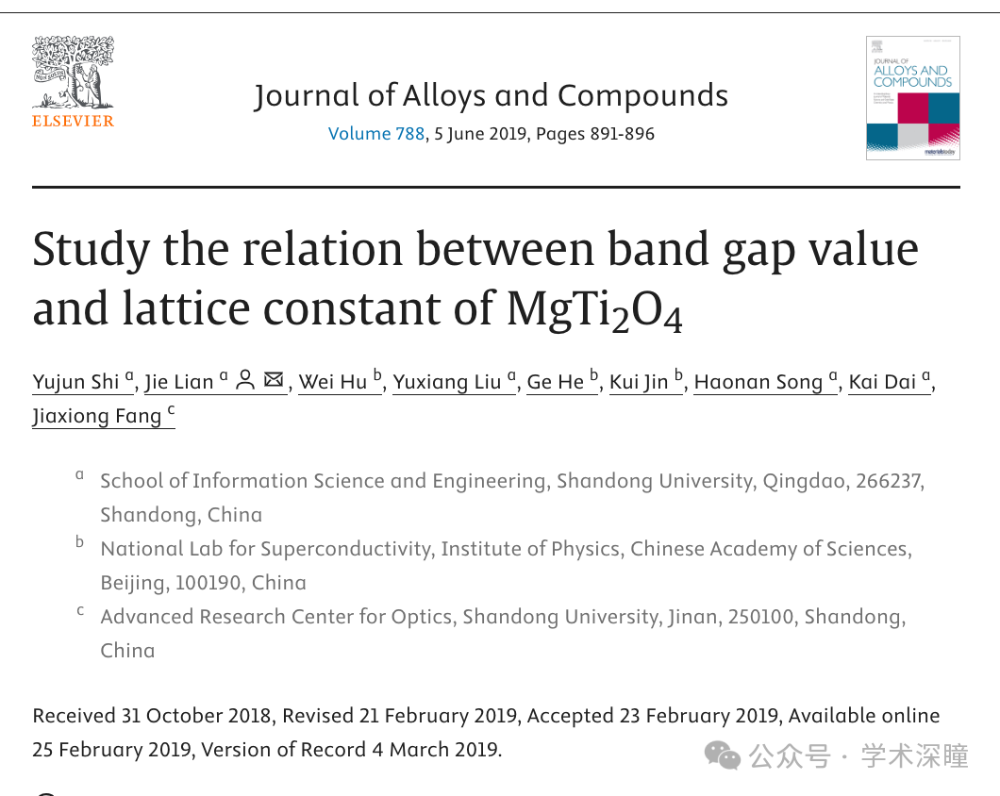 ELSEVIER
Journal of Alloys and Compounds
Volume 788, 5 June 2019, Pages 891-896
JOURNAL OF
ALLOYS AND
COMPOUNDS
materialstoday
Study the relation between band gap value
and lattice constant of MgTi₂O₄
Yujun Shi ᵃ, Jie Lian ᵃ, Wei Hu ᵇ, Yuxiang Liu ᵃ, Ge He ᵇ, Kui Jin ᵇ, Haonan Song ᵃ, Kai Dai ᵃ,
Jiaxiong Fang ᶜ
ᵃ School of Information Science and Engineering, Shandong University, Qingdao, 266237,
Shandong, China
ᵇ National Lab for Superconductivity, Institute of Physics, Chinese Academy of Sciences,
Beijing, 100190, China
ᶜ Advanced Research Center for Optics, Shandong University, Jinan, 250100, Shandong,
China
Received 31 October 2018, Revised 21 February 2019, Accepted 23 February 2019, Available online
25 February 2019, Version of Record 4 March 2019.
公众号 · 学术深瞳